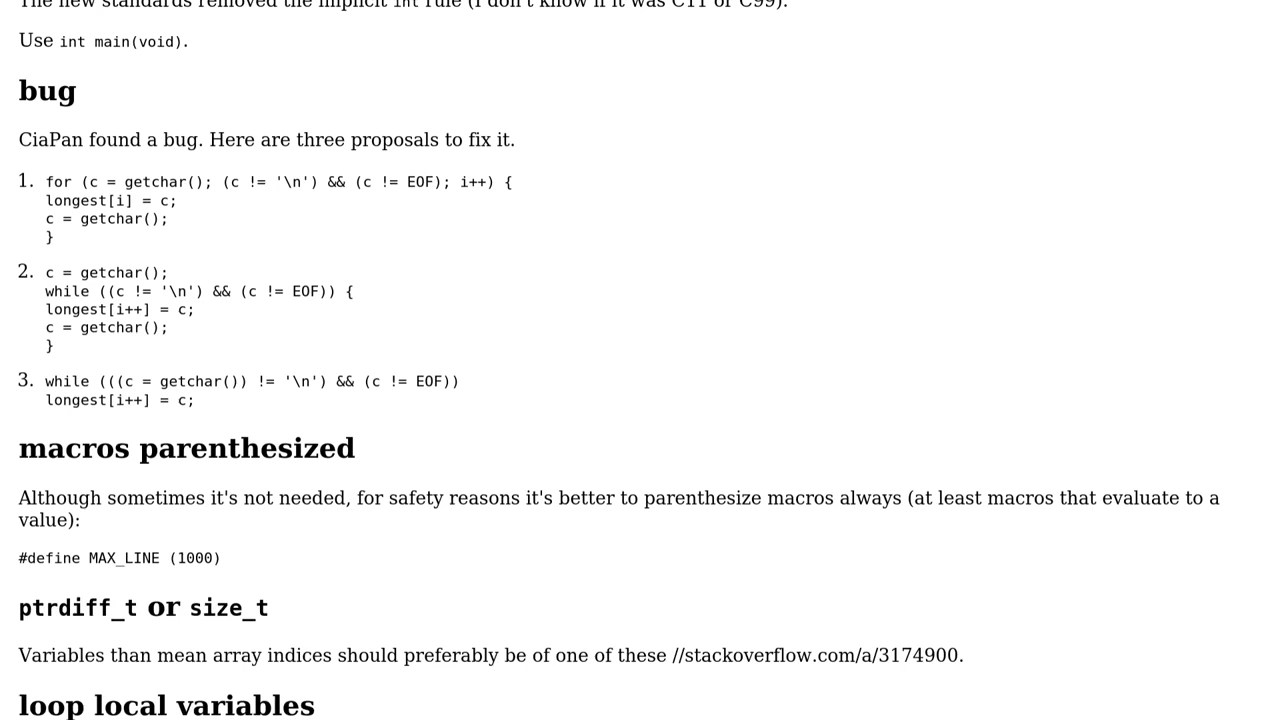 The new standards removed the implicit int rule (I don't know if it was C11 or C99).
Use int main(void).
bug
CiaPan found a bug. Here are three proposals to fix it.
1. for (c = getchar(); (c != '\n') && (c != EOF); i++) {
longest[i] = c;
c = getchar();
}
2. c = getchar();
while ((c != '\n') && (c != EOF)) {
longest[i++] = c;
c = getchar();
}
3. while (((c = getchar()) != '\n') && (c != EOF))
longest[i++] = c;
macros parenthesized
Although sometimes it's not needed, for safety reasons it's better to parenthesize macros always (at least macros that evaluate to a
value):
#define MAX_LINE (1000)
ptrdiff_t or size_t
Variables than mean array indices should preferably be of one of these //stackoverflow.com/a/3174900.
loop local variables